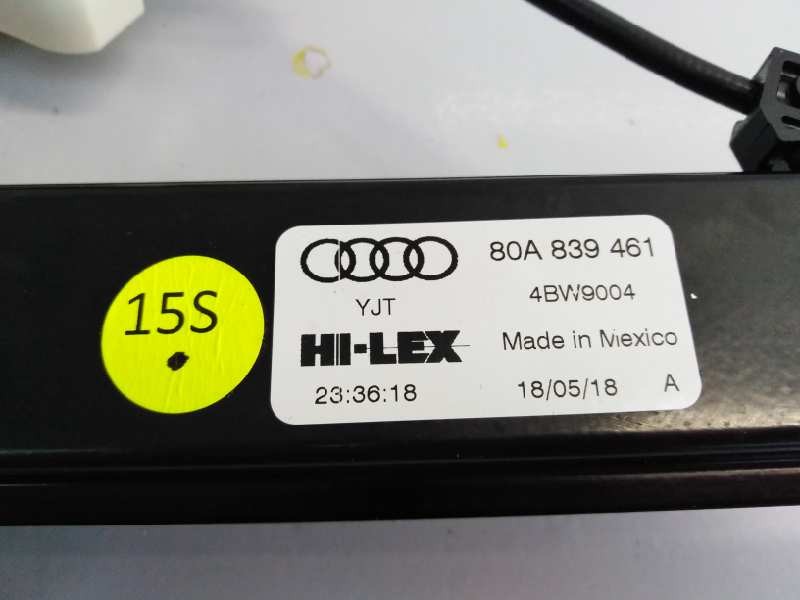 15S
80A 839 461
YJT
4BW9004
HI-LEX
Made in Mexico
23:36:18
18/05/18 A